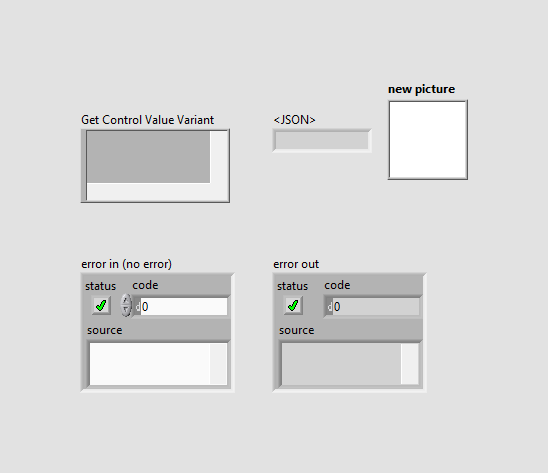 new picture
Get Control Value Variant
<JSON>
error in (no error)
error out
status
code
status
code
d
0
d
0
source
source